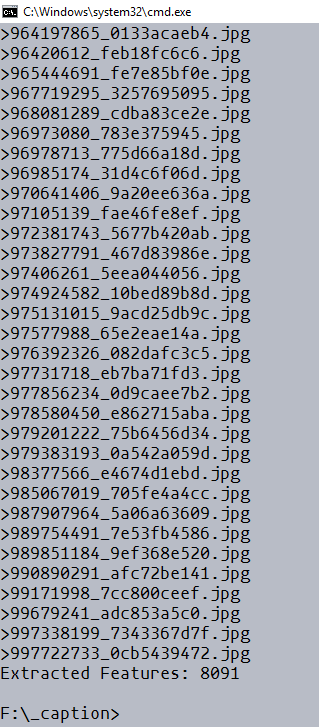 C:\Windows\system32\cmd.exe
>964197865_0133acaeb4.jpg
>96420612_feb18fc6c6.jpg
>965444691_fe7e85bf0e.jpg
>967719295_3257695095.jpg
>968081289_cdba83ce2e.jpg
>96973080_783e375945.jpg
>96978713_775d66a18d.jpg
>96985174_31d4c6f06d.jpg
>970641406_9a20ee636a.jpg
>97105139_fae46fe8ef.jpg
>972381743_5677b420ab.jpg
>973827791_467d83986e.jpg
>97406261_5eea044056.jpg
>974924582_10bed89b8d.jpg
>975131015_9acd25db9c.jpg
>97577988_65e2eae14a.jpg
>976392326_082dafc3c5.jpg
>97731718_eb7ba71fd3.jpg
>977856234_0d9caee7b2.jpg
>978580450_e862715aba.jpg
>979201222_75b6456d34.jpg
>979383193_0a542a059d.jpg
>98377566_e4674d1ebd.jpg
>985067019_705fe4a4cc.jpg
>987907964_5a06a63609.jpg
>989754491_7e53fb4586.jpg
>989851184_9ef368e520.jpg
>990890291_afc72be141.jpg
>99171998_7cc800ceef.jpg
>99679241_adc853a5c0.jpg
>997338199_7343367d7f.jpg
>997722733_0cb5439472.jpg
Extracted Features: 8091
F:\_caption>